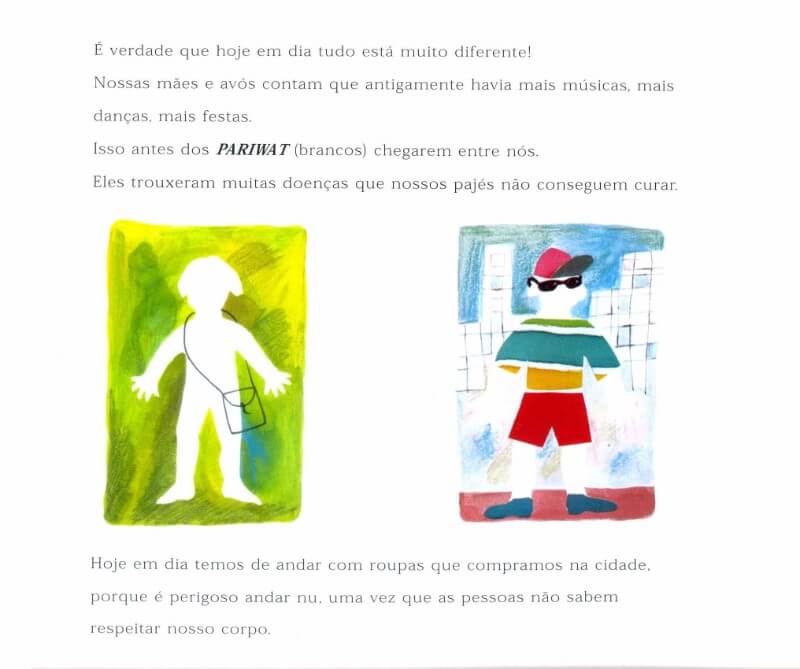 É verdade que hoje em dia tudo está muito diferente!
Nossas mães e avós contam que antigamente havia mais músicas, mais
danças, mais festas.
Isso antes dos PARIWAT (brancos) chegarem entre nós.
Eles trouxeram muitas doenças que nossos pajés não conseguem curar.
Hoje em dia temos de andar com roupas que compramos na cidade,
porque é perigoso andar nu, uma vez que as pessoas não sabem
respeitar nosso corpo.